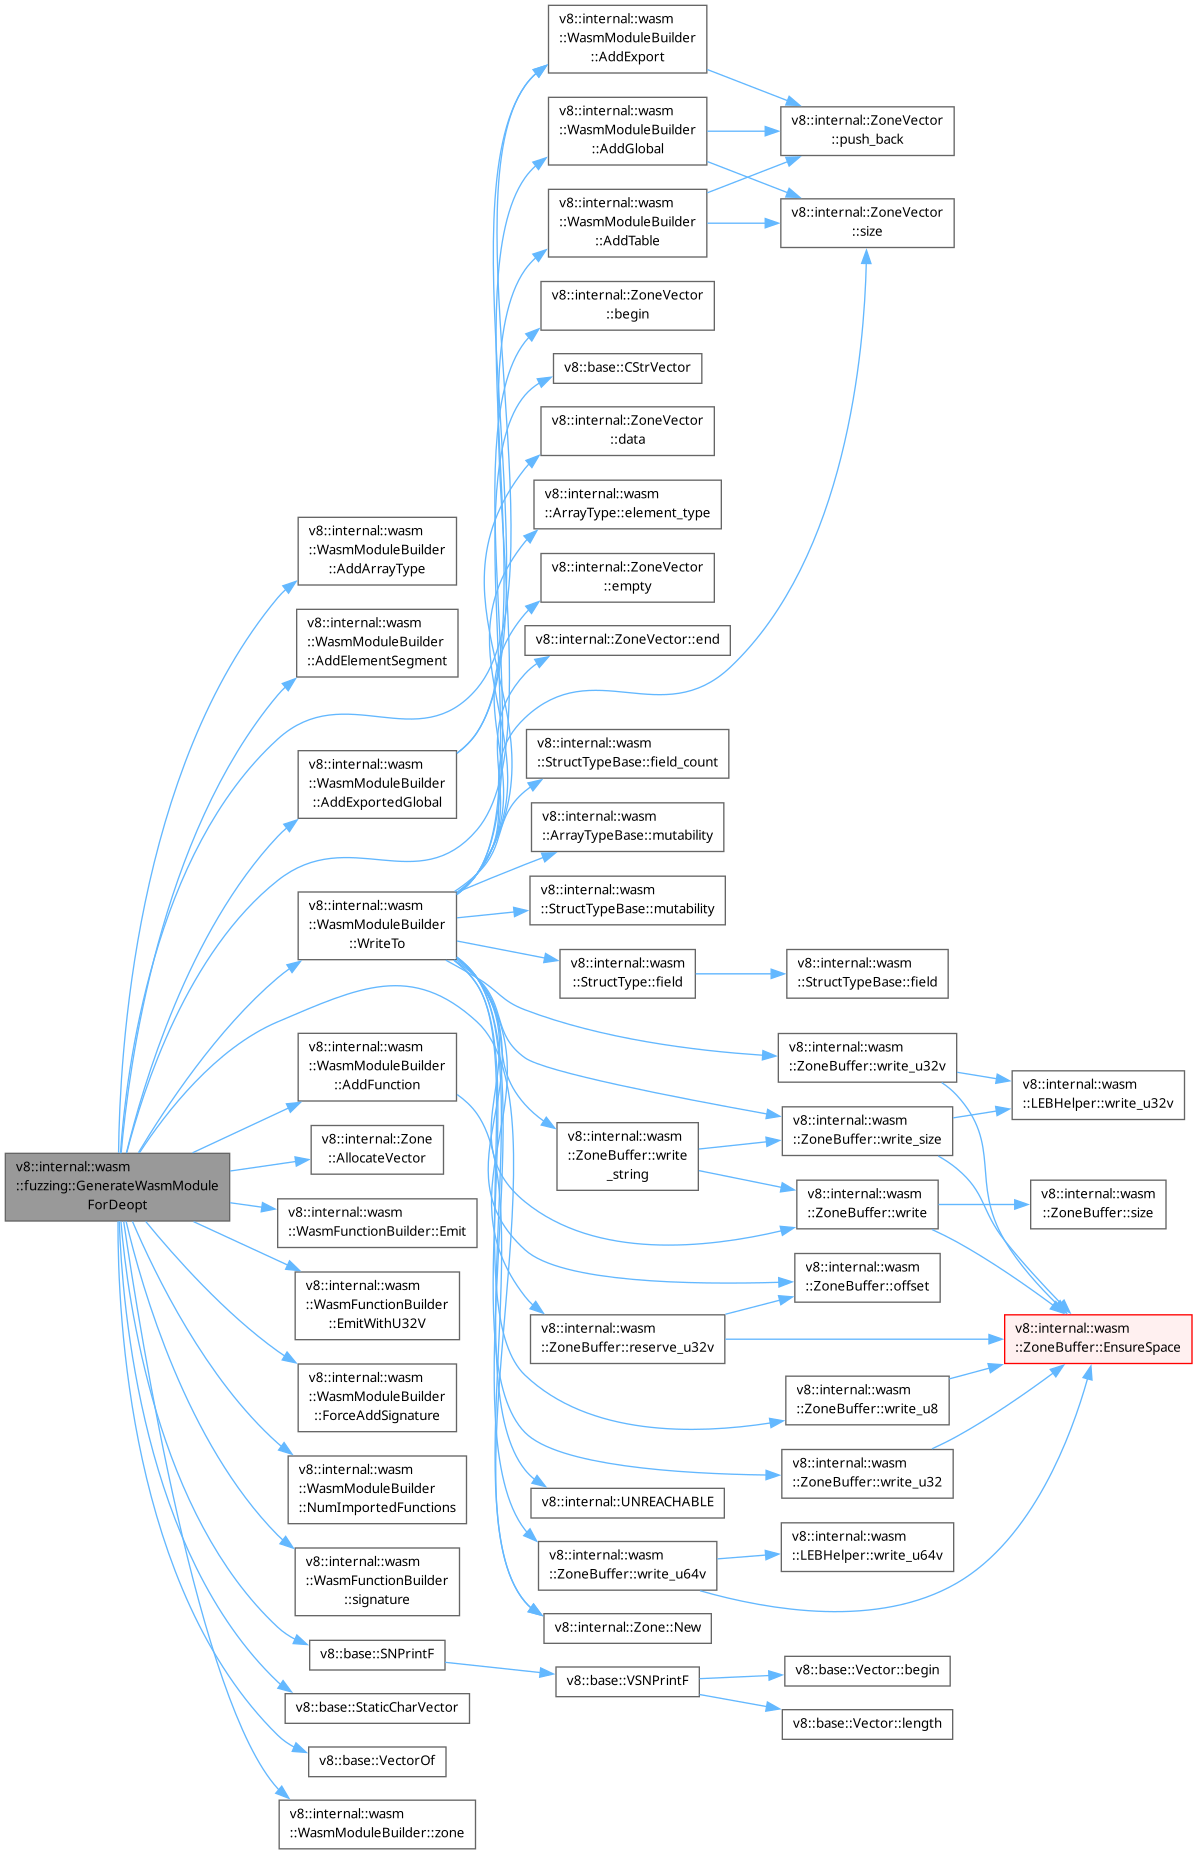 v8::internal::wasm
::fuzzing::GenerateWasmModule
ForDeopt
v8::internal::wasm
::WasmModuleBuilder
::AddArrayType
v8::internal::wasm
::WasmModuleBuilder
::AddElementSegment
v8::internal::wasm
::WasmModuleBuilder
::AddExportedGlobal
v8::internal::wasm
::WasmModuleBuilder
::WriteTo
v8::internal::wasm
::WasmModuleBuilder
::AddFunction
v8::internal::Zone
::AllocateVector
v8::internal::wasm
::WasmFunctionBuilder::Emit
v8::internal::wasm
::WasmFunctionBuilder
::EmitWithU32V
v8::internal::wasm
::WasmModuleBuilder
::ForceAddSignature
v8::internal::wasm
::WasmModuleBuilder
::NumImportedFunctions
v8::internal::wasm
::WasmFunctionBuilder
::signature
v8::base::SNPrintF
v8::base::StaticCharVector
v8::base::VectorOf
v8::internal::wasm
::WasmModuleBuilder::zone
v8::internal::wasm
::WasmModuleBuilder
::AddExport
v8::internal::wasm
::WasmModuleBuilder
::AddGlobal
v8::internal::wasm
::WasmModuleBuilder
::AddTable
v8::internal::ZoneVector
::begin
v8::base::CStrVector
v8::internal::ZoneVector
::data
v8::internal::wasm
::ArrayType::element_type
v8::internal::ZoneVector
::empty
v8::internal::ZoneVector::end
v8::internal::wasm
::StructTypeBase::field_count
v8::internal::wasm
::ArrayTypeBase::mutability
v8::internal::wasm
::StructTypeBase::mutability
v8::internal::wasm
::StructType::field
v8::internal::wasm
::ZoneBuffer::write
_string
v8::internal::wasm
::ZoneBuffer::reserve_u32v
v8::internal::UNREACHABLE
v8::internal::wasm
::ZoneBuffer::write_u64v
v8::internal::Zone::New
v8::base::VSNPrintF
v8::internal::ZoneVector
::push_back
v8::internal::ZoneVector
::size
v8::internal::wasm
::StructTypeBase::field
v8::internal::wasm
::ZoneBuffer::write_u32v
v8::internal::wasm
::ZoneBuffer::write_size
v8::internal::wasm
::ZoneBuffer::write
v8::internal::wasm
::ZoneBuffer::offset
v8::internal::wasm
::ZoneBuffer::write_u8
v8::internal::wasm
::ZoneBuffer::write_u32
v8::internal::wasm
::LEBHelper::write_u64v
v8::base::Vector::begin
v8::base::Vector::length
v8::internal::wasm
::LEBHelper::write_u32v
v8::internal::wasm
::ZoneBuffer::size
v8::internal::wasm
::ZoneBuffer::EnsureSpace